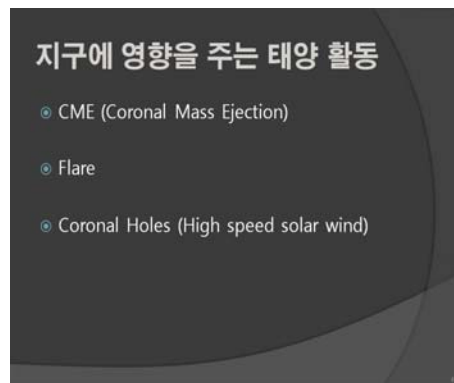 지구에 영향을 주는 태양 활동
CME (Coronal Mass Ejection)
Flare
Coronal Holes (High speed solar wind)